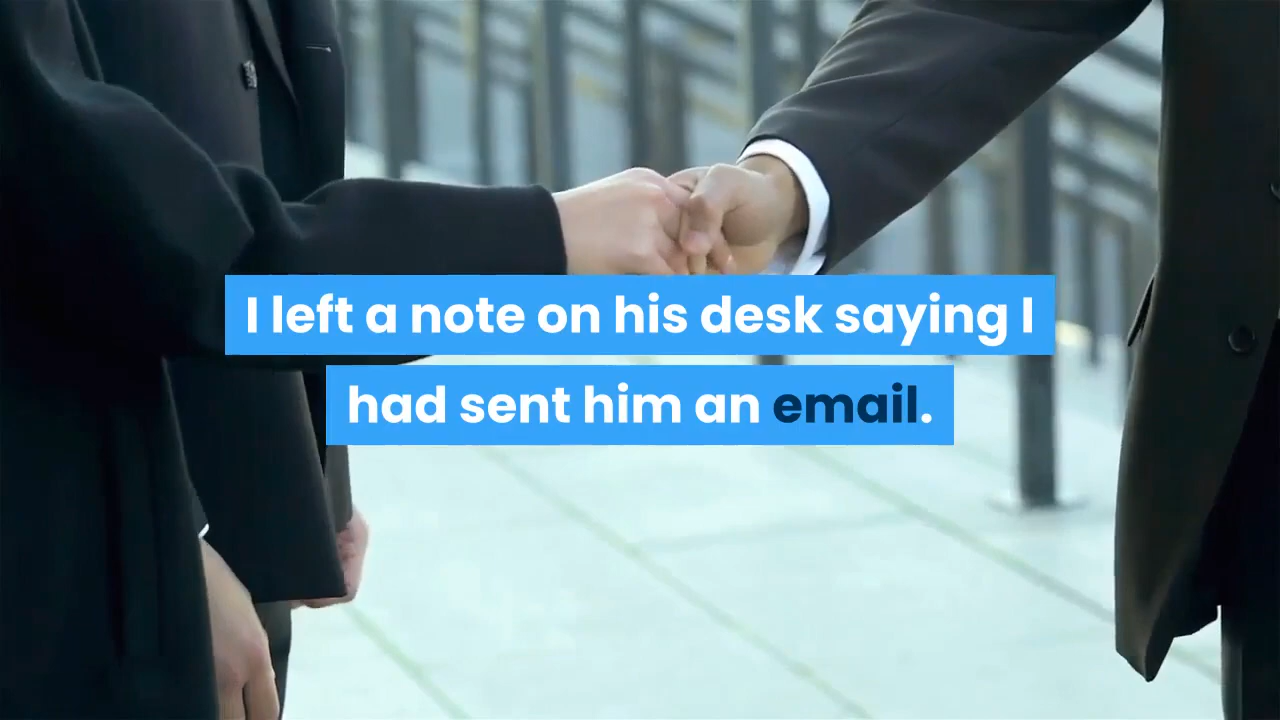 I left a note on his desk saying I
had sent him an email.